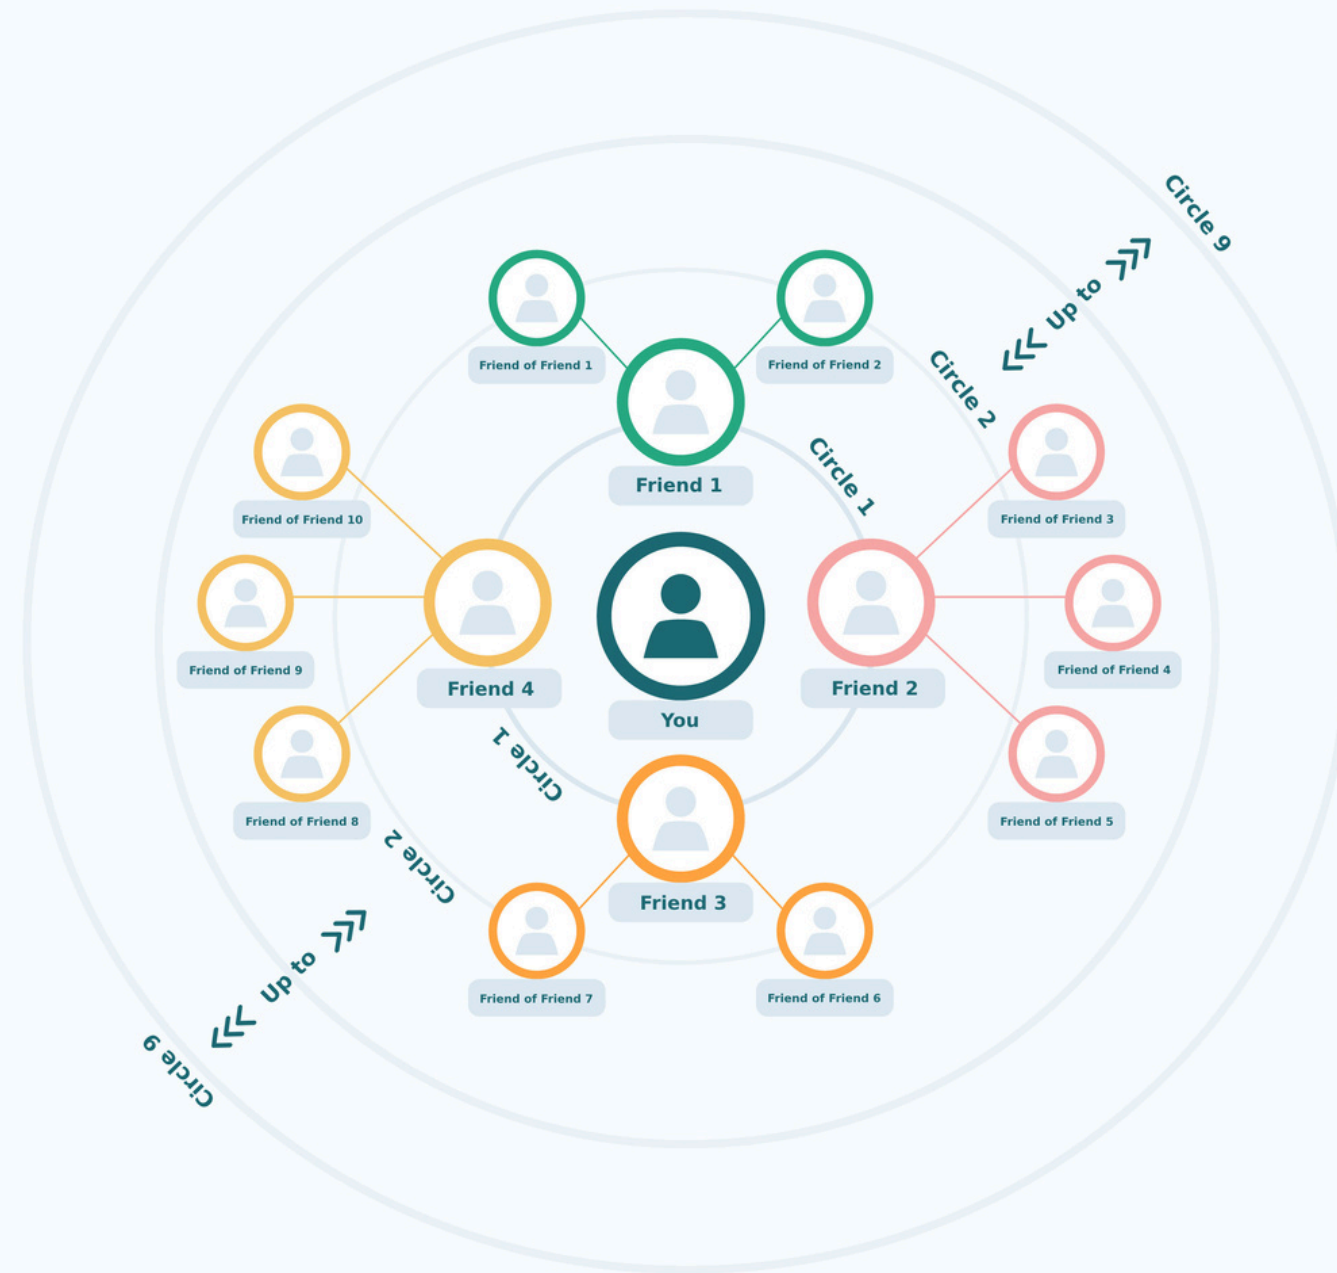 Circle 9
Up to
Circle 2
Friend of Friend 1
Friend of Friend 2
Circle 1
Friend 1
Friend of Friend 10
Friend of Friend 3
Friend of Friend 9
Friend of Friend 4
Friend 4
Friend 2
You
Circle 1
Friend of Friend 8
Friend of Friend 5
Circle 2
Friend 3
Up to
Friend of Friend 7
Friend of Friend 6
Circle 9